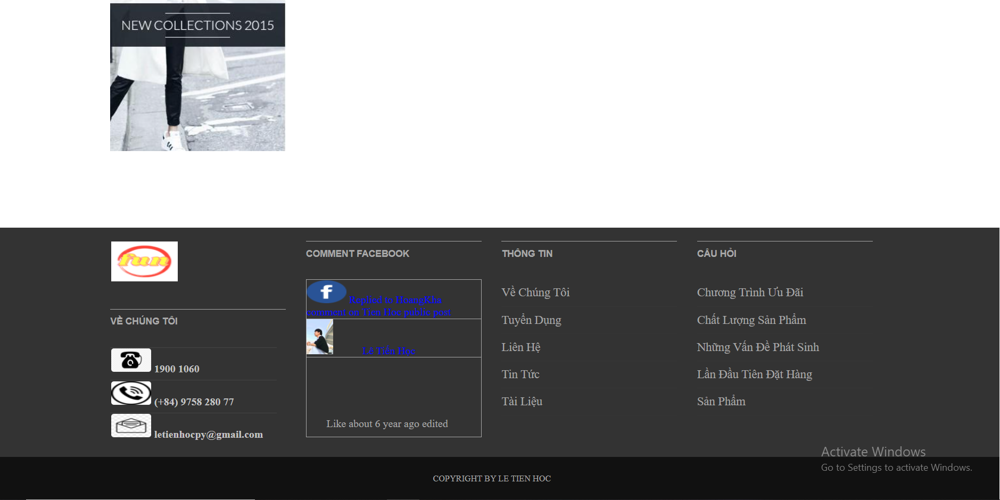 NEW COLLECTIONS 2015
fun
VỀ CHÚNG TÔI
1900 1060
(+84) 9758 280 77
letienhocpy@gmail.com
COMMENT FACEBOOK
f
Replied to HoangKha
comment on Tien Hoc public post
Lê Tiến Học
Like about 6 year ago edited
THÔNG TIN
Về Chúng Tôi
Tuyển Dụng
Liên Hệ
Tin Tức
Tài Liệu
CÂU HỎI
Chương Trình Ưu Đãi
Chất Lượng Sản Phẩm
Những Vấn Đề Phát Sinh
Lần Đầu Tiên Đặt Hàng
Sản Phẩm
Activate Windows
Go to Settings to activate Windows.
COPYRIGHT BY LE TIEN HOC